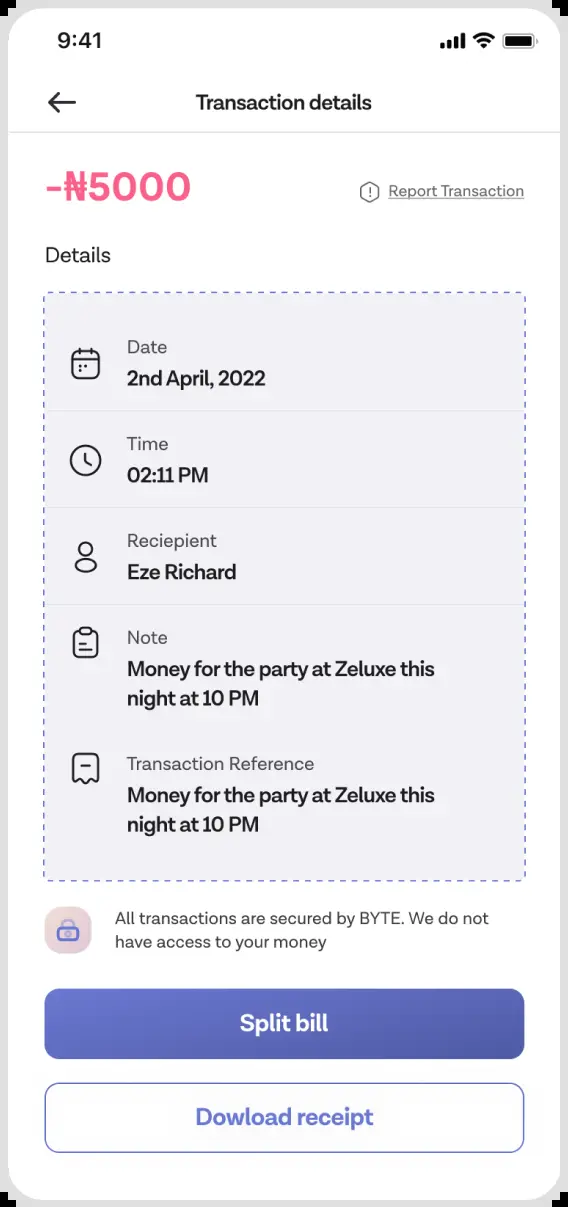 9:41
Transaction details
-₦5000
Report Transaction
Details
Date
2nd April, 2022
Time
02:11 PM
Reciepient
Eze Richard
Note
Money for the party at Zeluxe this
night at 10 PM
Transaction Reference
Money for the party at Zeluxe this
night at 10 PM
All transactions are secured by BYTE. We do not
have access to your money
Split bill
Dowload receipt